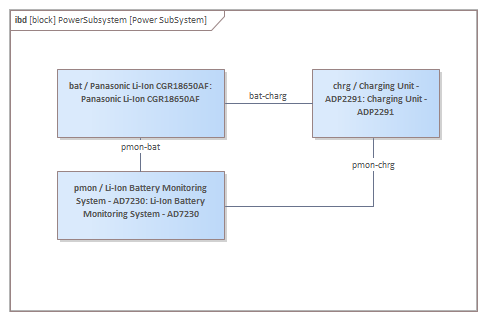 ibd [block] PowerSubsystem [Power SubSystem]
bat / Panasonic Li-Ion CGR18650AF:
Panasonic Li-Ion CGR18650AF
chrg / Charging Unit -
ADP2291: Charging Unit -
ADP2291
bat-charg
pmon-bat
pmon-chrg
pmon / Li-Ion Battery Monitoring
System - AD7230: Li-Ion Battery
Monitoring System - AD7230